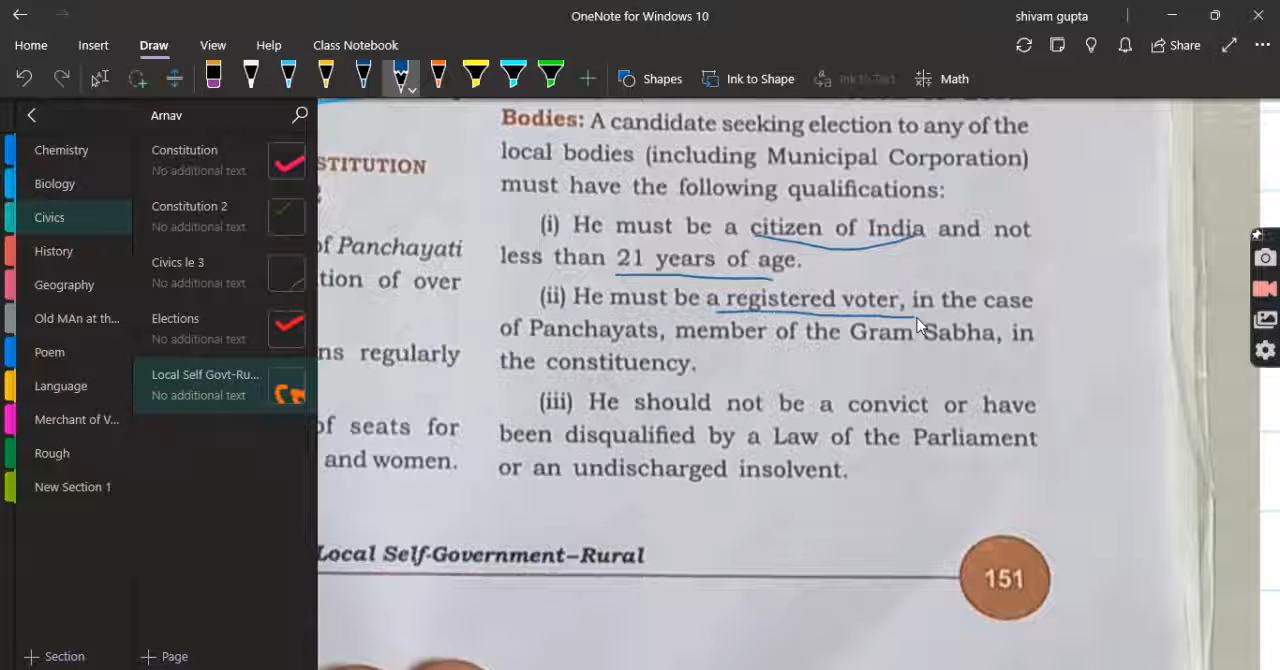 OneNote for Windows 10
shivam gupta
Home Insert Draw View Help Class Notebook
Share
Shapes
Ink to Shape
Ink to Text
Math
Arnav
Chemistry
Biology
Civics
History
Geography
Old MAn at th...
Poem
Language
Merchant of V...
Rough
New Section 1
Section
Constitution
No additional text
Constitution 2
No additional text
Civics le 3
No additional text
Elections
No additional text
Local Self Govt-Ru...
No additional text
Page
STITUTION
of Panchayati
tion of over
ns regularly
of seats for
and women.
Bodies: A candidate seeking election to any of the
local bodies (including Municipal Corporation)
must have the following qualifications:
(i) He must be a citizen of India and not
less than 21 years of age.
(ii) He must be a registered voter, in the case
of Panchayats, member of the Gram Sabha, in
the constituency.
(iii) He should not be a convict or have
been disqualified by a Law of the Parliament
or an undischarged insolvent.
Local Self-Government–Rural
151